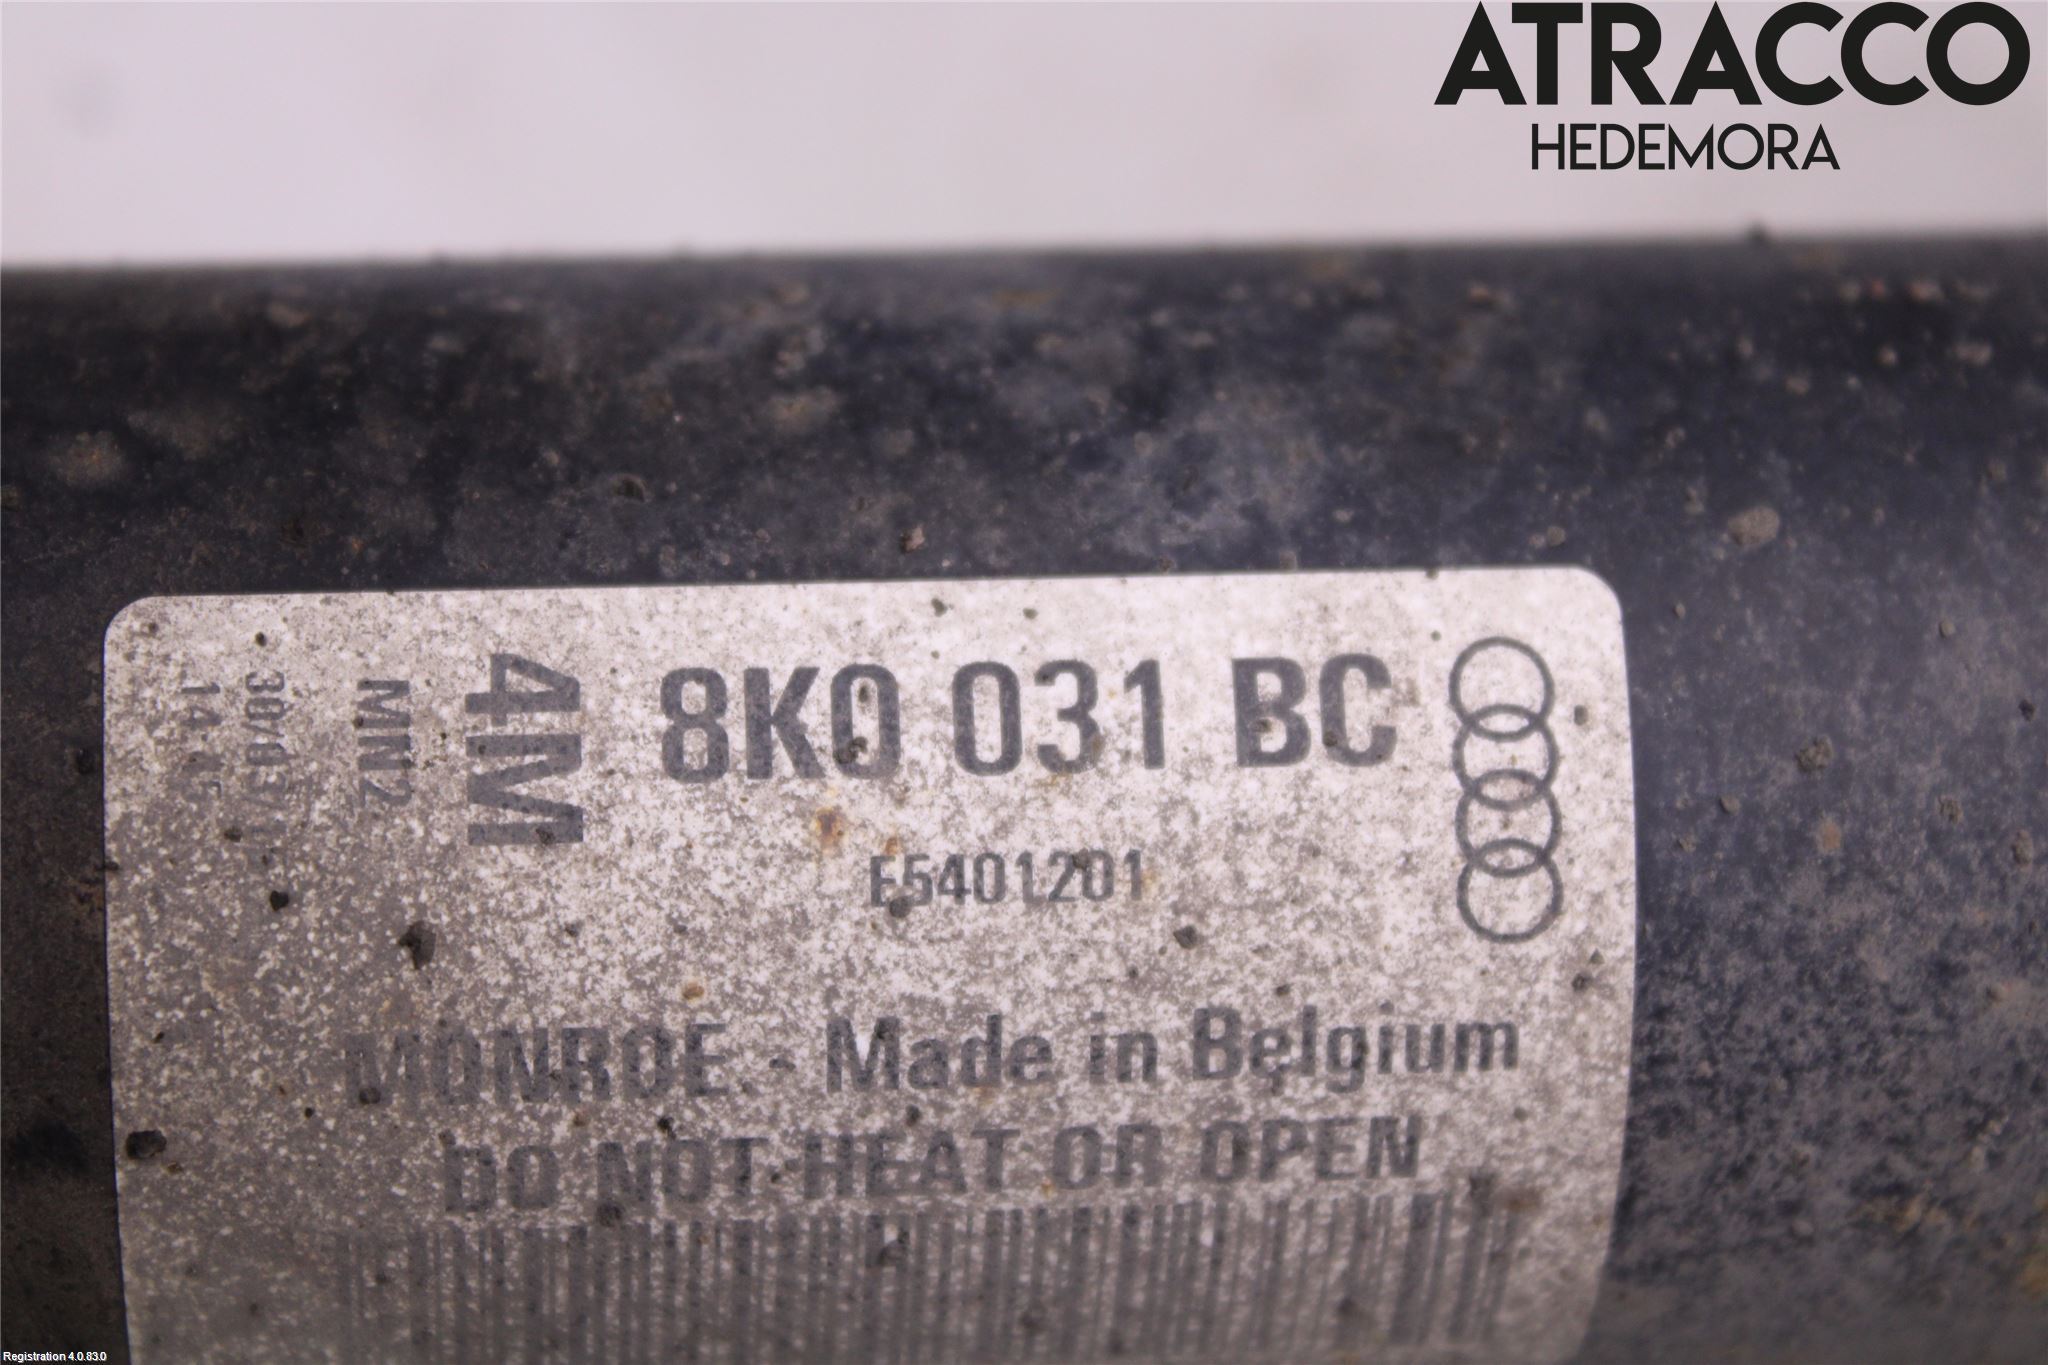 ATRACCO
HEDEMORA
8K0 031 BC
4M
MN2
E5401201
MONROE - Made in Belgium
DO NOT HEAT OR OPEN
Registration 4.0.83.0